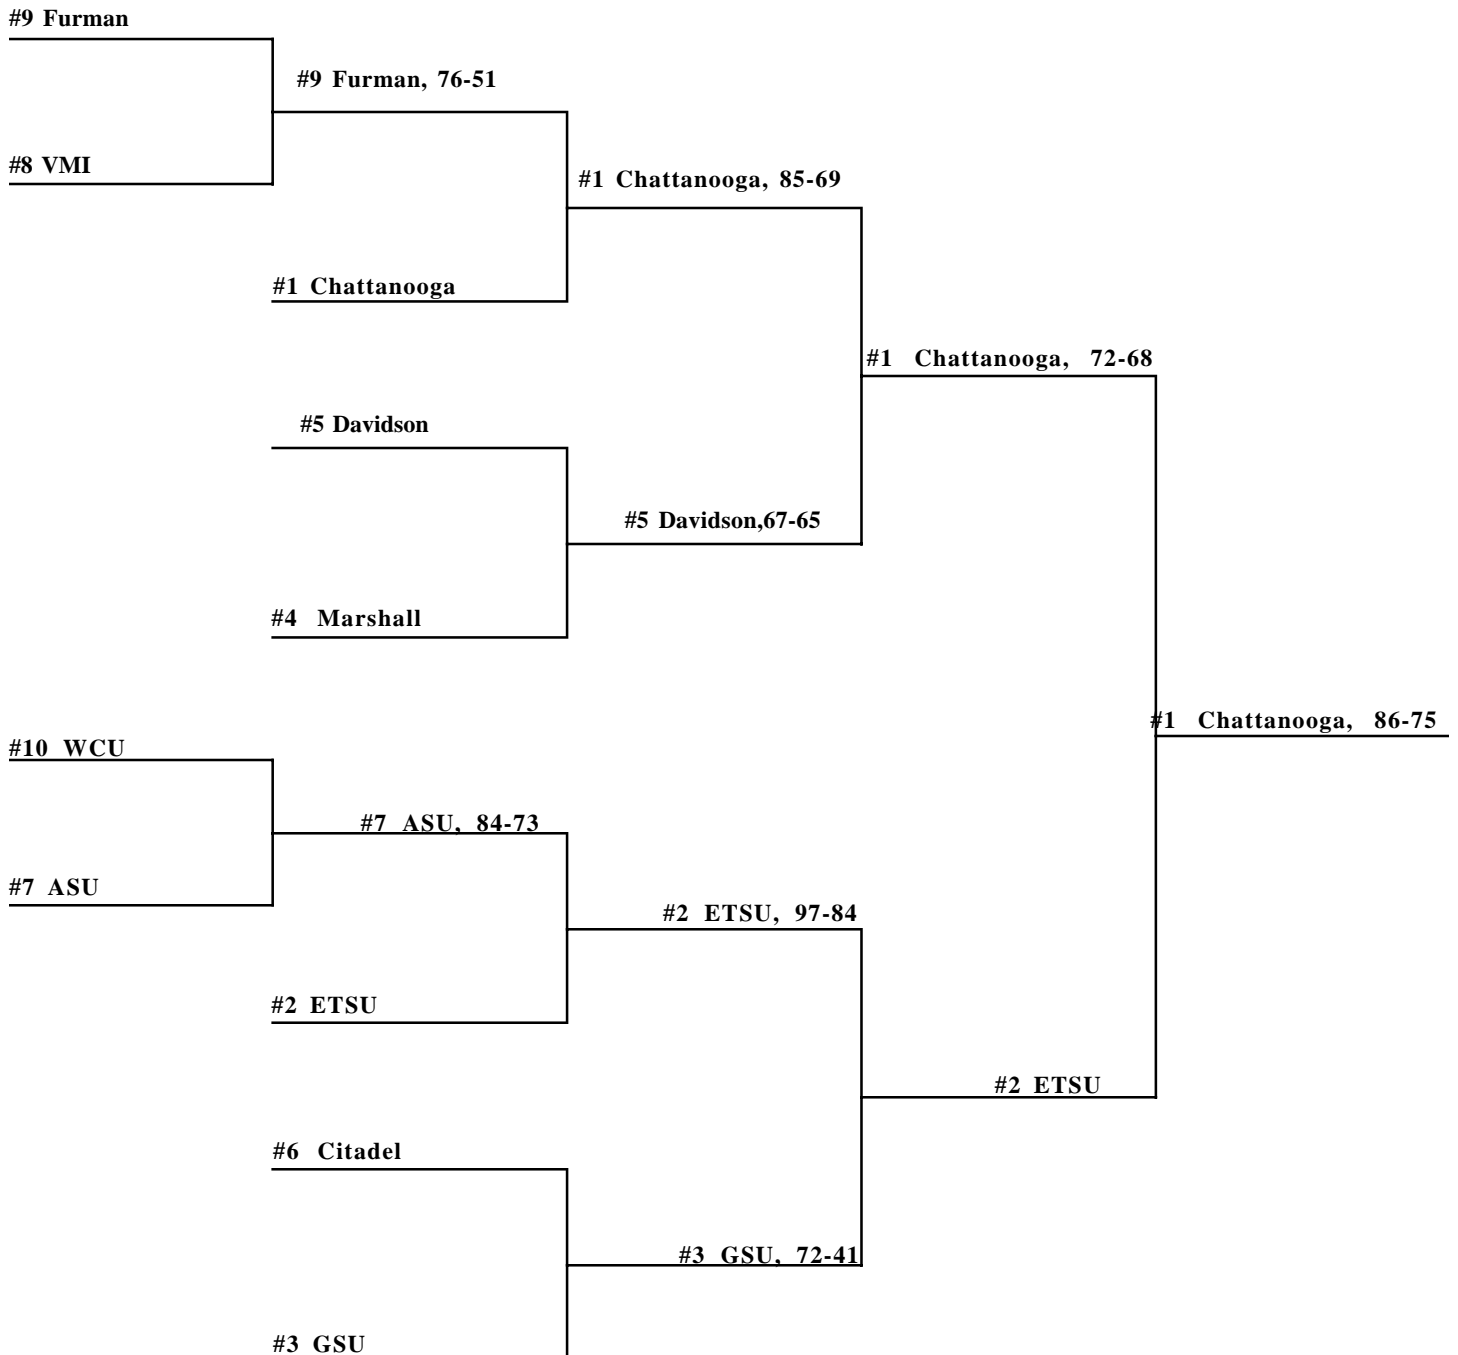 #9 Furman
#9 Furman, 76-51
#8 VMI
#1 Chattanooga, 85-69
#1 Chattanooga
#1 Chattanooga, 72-68
#5 Davidson
#5 Davidson,67-65
#4 Marshall
#1 Chattanooga, 86-75
#10 WCU
#7 ASU, 84-73
#7 ASU
#2 ETSU, 97-84
#2 ETSU
#2 ETSU
#6 Citadel
#3 GSU, 72-41
#3 GSU